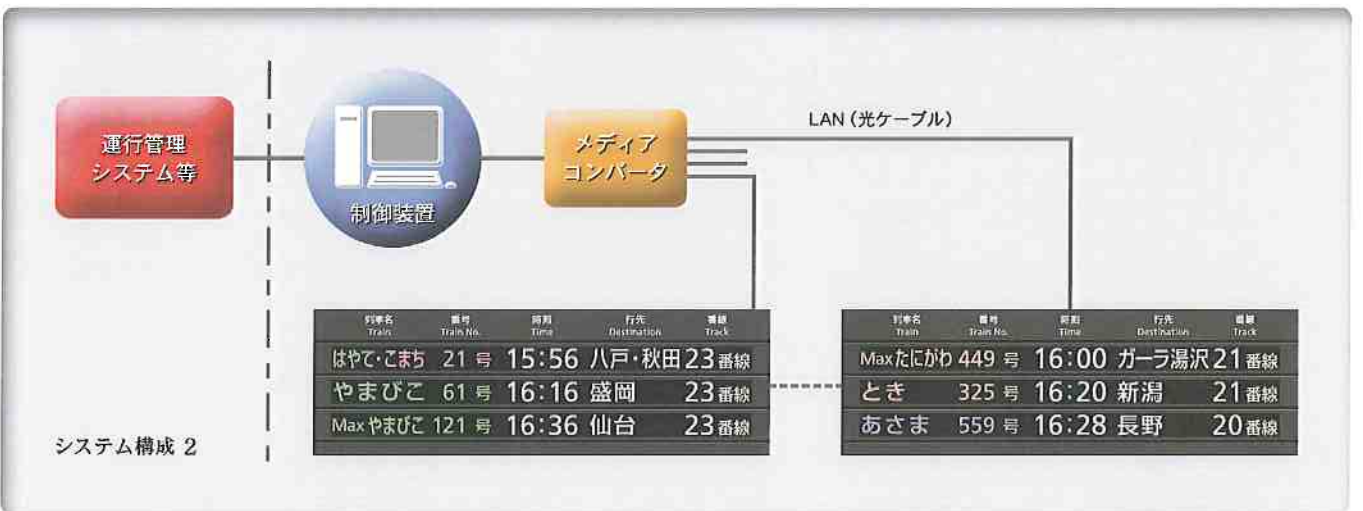 運行管理
システム等
制御装置
メディア
コンバータ
LAN（光ケーブル）
列車名 番号 時刻 行先 番線
Train Train No. Time Destination Track
はやて・こまち 21 号 15:56 八戸・秋田 23 番線
やまびこ 61 号 16:16 盛岡 23 番線
Max やまびこ 121 号 16:36 仙台 23 番線
列車名 番号 時刻 行先 番線
Train Train No. Time Destination Track
Max たにがわ 449 号 16:00 ガーラ湯沢 21 番線
とき 325 号 16:20 新潟 21 番線
あさま 559 号 16:28 長野 20 番線
システム構成 2